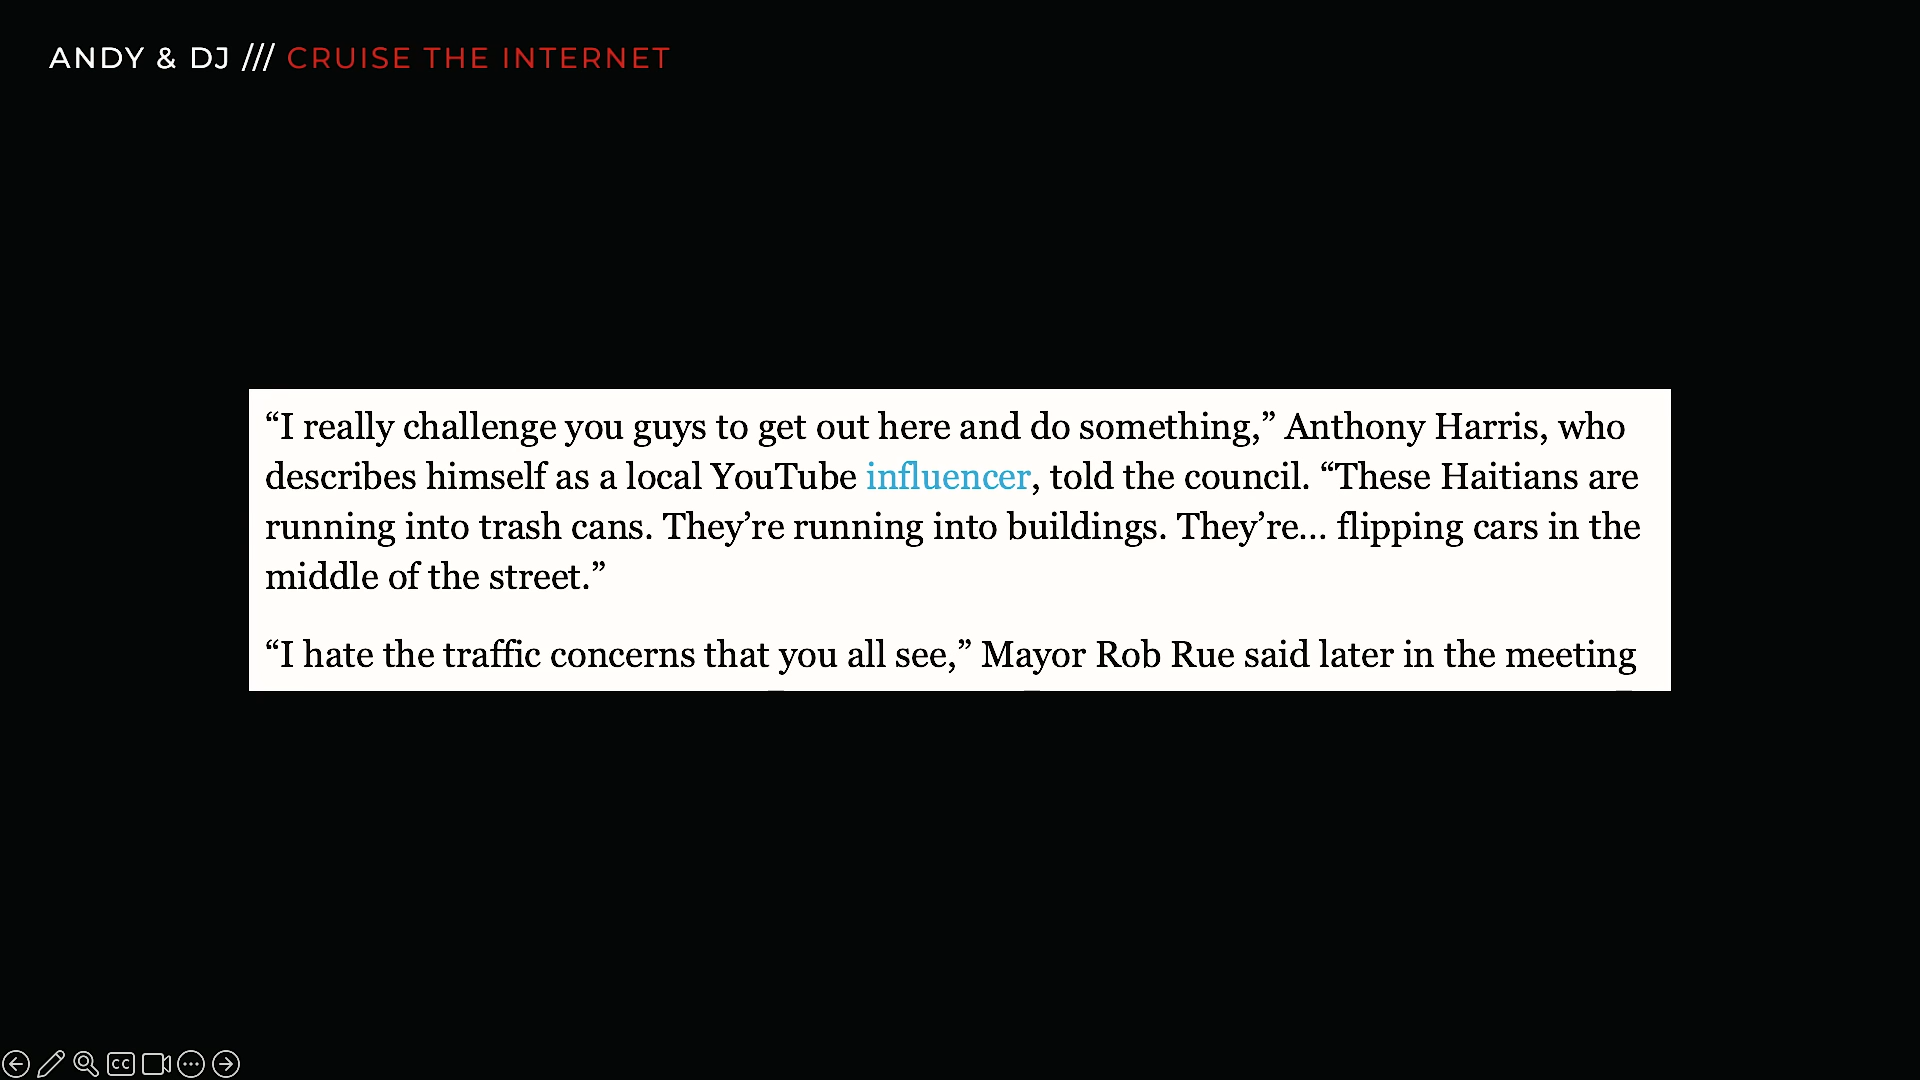 ANDY & DJ /// CRUISE THE INTERNET
“I really challenge you guys to get out here and do something,” Anthony Harris, who
describes himself as a local YouTube influencer, told the council. “These Haitians are
running into trash cans. They’re running into buildings. They’re... flipping cars in the
middle of the street.”
“I hate the traffic concerns that you all see,” Mayor Rob Rue said later in the meeting
CC